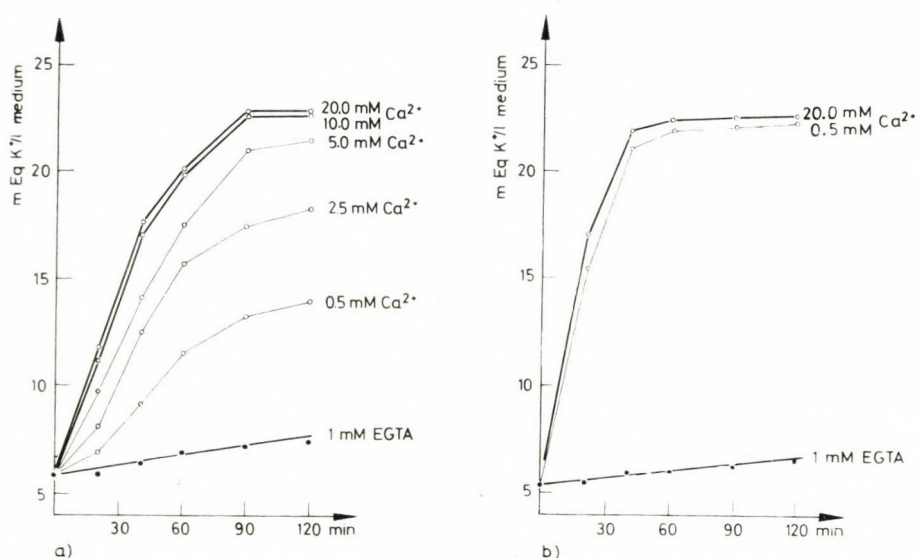 m Eq K⁺/l medium
25
20
15
10
5
20.0 mM Ca²⁺
10.0 mM
5.0 mM Ca²⁺
2.5 mM Ca²⁺
0.5 mM Ca²⁺
1 mM EGTA
30 60 90 120 min
a)
m Eq K⁺/l medium
25
20
15
10
5
20.0 mM Ca²⁺
0.5 mM
1 mM EGTA
30 60 90 120 min
b)